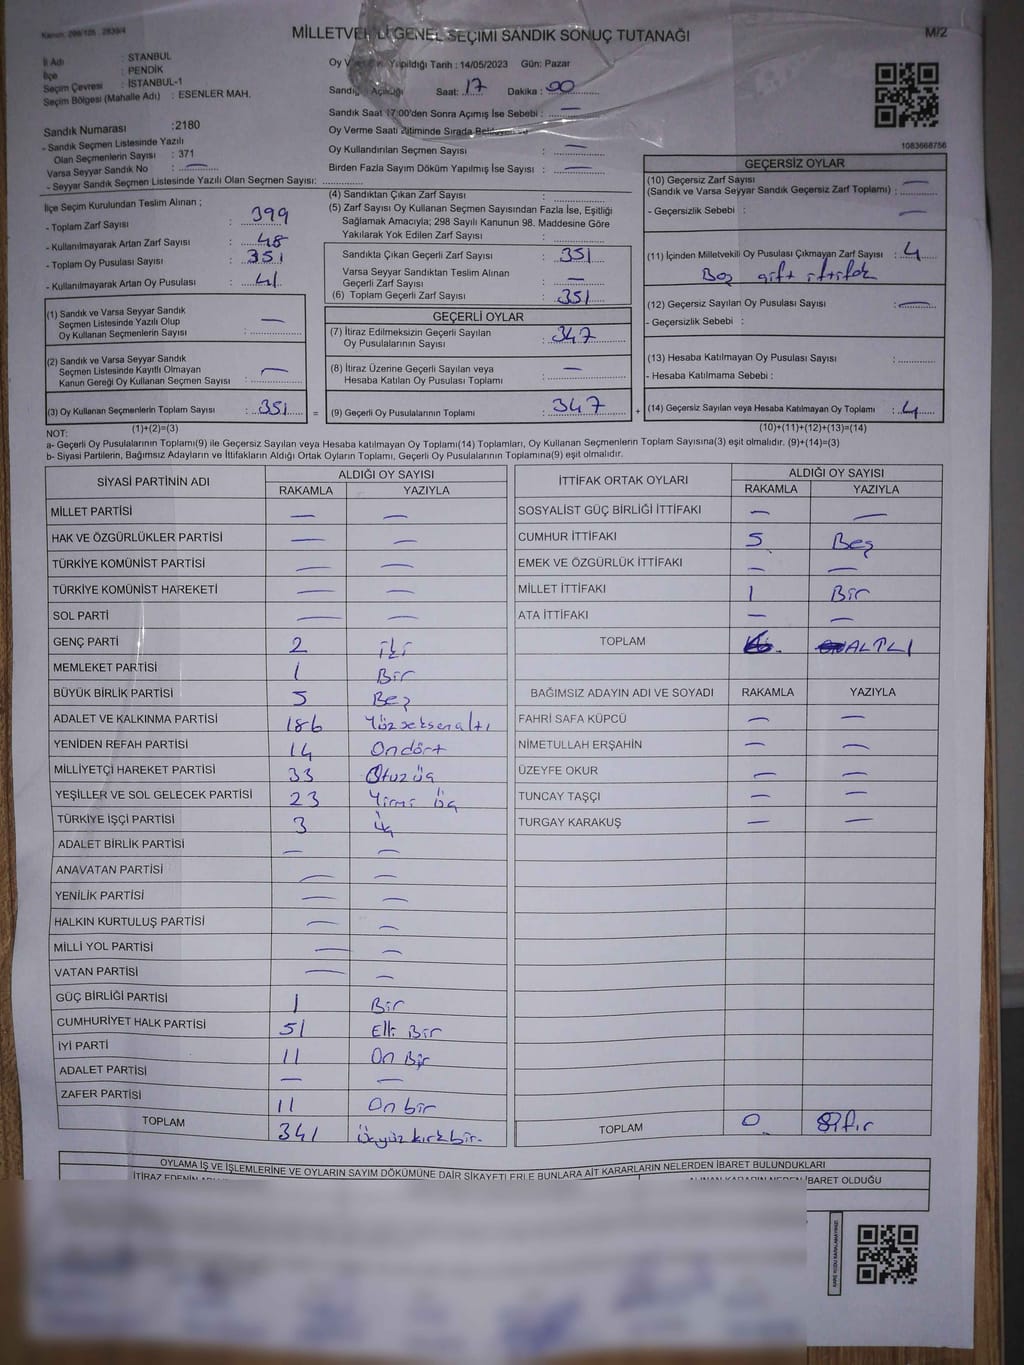 Kanun: 298/105 , 2839/4
MİLLETVEKİLİ GENEL SEÇİMİ SANDIK SONUÇ TUTANAĞI
M/2
İl Adı : İSTANBUL
İlçe : PENDİK
Seçim Çevresi : İSTANBUL-1
Seçim Bölgesi (Mahalle Adı) : ESENLER MAH.
Sandık Numarası :2180
- Sandık Seçmen Listesinde Yazılı
Olan Seçmenlerin Sayısı : 371
Varsa Seyyar Sandık No : —
- Seyyar Sandık Seçmen Listesinde Yazılı Olan Seçmen Sayısı:
İlçe Seçim Kurulundan Teslim Alınan ;
- Toplam Zarf Sayısı : 399
- Kullanılmayarak Artan Zarf Sayısı : 48
- Toplam Oy Pusulası Sayısı : 351
- Kullanılmayarak Artan Oy Pusulası :
Oy Yapıldığı Tarih : 14/05/2023 Gün: Pazar
Açılışı Saat: 17 Dakika : 00
Sandık Saat 17:00'den Sonra Açımış İse Sebebi : —
Oy Verme Saati Bitiminde Sırada
Oy Kullandırılan Seçmen Sayısı : —
Birden Fazla Sayım Döküm Yapılmış İse Sayısı : —
(4) Sandıktan Çıkan Zarf Sayısı :
(5) Zarf Sayısı Oy Kullanan Seçmen Sayısından Fazla İse, Eşitliği
Sağlamak Amacıyla; 298 Sayılı Kanunun 98. Maddesine Göre
Yakılarak Yok Edilen Zarf Sayısı :
Sandıkta Çıkan Geçerli Zarf Sayısı : 351
Varsa Seyyar Sandıktan Teslim Alınan
Geçerli Zarf Sayısı : —
(6) Toplam Geçerli Zarf Sayısı : 351
1083668756
GEÇERSİZ OYLAR
(10) Geçersiz Zarf Sayısı
(Sandık ve Varsa Seyyar Sandık Geçersiz Zarf Toplamı) : —
- Geçersizlik Sebebi : —
(11) İçinden Milletvekili Oy Pusulası Çıkmayan Zarf Sayısı : 4
Boş çift ittifak
(12) Geçersiz Sayılan Oy Pusulası Sayısı : —
- Geçersizlik Sebebi :
(13) Hesaba Katılmayan Oy Pusulası Sayısı :
- Hesaba Katılmama Sebebi :
(14) Geçersiz Sayılan veya Hesaba Katılmayan Oy Toplamı : 4
(10)+(11)+(12)+(13)=(14)
(1) Sandık ve Varsa Seyyar Sandık
Seçmen Listesinde Yazılı Olup
Oy Kullanan Seçmenlerin Sayısı : —
(2) Sandık ve Varsa Seyyar Sandık
Seçmen Listesinde Kayıtlı Olmayan
Kanun Gereği Oy Kullanan Seçmen Sayısı : —
(3) Oy Kullanan Seçmenlerin Toplam Sayısı : 351 =
(1)+(2)=(3)
GEÇERLİ OYLAR
(7) İtiraz Edilmeksizin Geçerli Sayılan
Oy Pusulalarının Sayısı : 347
(8) İtiraz Üzerine Geçerli Sayılan veya
Hesaba Katılan Oy Pusulası Toplamı : —
(9) Geçerli Oy Pusulalarının Toplamı : 347 +
NOT:
a- Geçerli Oy Pusulalarının Toplamı(9) ile Geçersiz Sayılan veya Hesaba katılmayan Oy Toplamı(14) Toplamları, Oy Kullanan Seçmenlerin Toplam Sayısına(3) eşit olmalıdır. (9)+(14)=(3)
b- Siyasi Partilerin, Bağımsız Adayların ve İttifakların Aldığı Ortak Oyların Toplamı, Geçerli Oy Pusulalarının Toplamına(9) eşit olmalıdır.
SİYASİ PARTİNİN ADI
ALDIĞI OY SAYISI
RAKAMLA YAZIYLA
MİLLET PARTİSİ — —
HAK VE ÖZGÜRLÜKLER PARTİSİ — —
TÜRKİYE KOMÜNİST PARTİSİ — —
TÜRKİYE KOMÜNİST HAREKETİ — —
SOL PARTİ — —
GENÇ PARTİ 2 iki
MEMLEKET PARTİSİ 1 Bir
BÜYÜK BİRLİK PARTİSİ 5 Beş
ADALET VE KALKINMA PARTİSİ 186 Yüzseksenaltı
YENİDEN REFAH PARTİSİ 14 Ondört
MİLLİYETÇİ HAREKET PARTİSİ 33 Otuzüç
YEŞİLLER VE SOL GELECEK PARTİSİ 23 Yirmi üç
TÜRKİYE İŞÇİ PARTİSİ 3 Üç
ADALET BİRLİK PARTİSİ — —
ANAVATAN PARTİSİ — —
YENİLİK PARTİSİ — —
HALKIN KURTULUŞ PARTİSİ — —
MİLLİ YOL PARTİSİ — —
VATAN PARTİSİ — —
GÜÇ BİRLİĞİ PARTİSİ 1 Bir
CUMHURİYET HALK PARTİSİ 51 Elli Bir
İYİ PARTİ 11 On Bir
ADALET PARTİSİ — —
ZAFER PARTİSİ 11 On bir
TOPLAM 341 Üçyüzkırkbir
İTTİFAK ORTAK OYLARI
ALDIĞI OY SAYISI
RAKAMLA YAZIYLA
SOSYALİST GÜÇ BİRLİĞİ İTTİFAKI — —
CUMHUR İTTİFAKI 5 Beş
EMEK VE ÖZGÜRLÜK İTTİFAKI — —
MİLLET İTTİFAKI 1 Bir
ATA İTTİFAKI — —
TOPLAM 6 ALTI
BAĞIMSIZ ADAYIN ADI VE SOYADI RAKAMLA YAZIYLA
FAHRİ SAFA KÜPCÜ — —
NİMETULLAH ERŞAHİN — —
ÜZEYFE OKUR — —
TUNCAY TAŞÇI — —
TURGAY KARAKUŞ — —
TOPLAM 0 Sıfır
OYLAMA İŞ VE İŞLEMLERİNE VE OYLARIN SAYIM DÖKÜMÜNE DAİR ŞİKAYETLERLE BUNLARA AİT KARARLARIN NELERDEN İBARET BULUNDUKLARI
İTİRAZ EDENİN
ALINAN KARARIN NEDEN İBARET OLDUĞU
KARE KODU KARALAMAYINIZ!